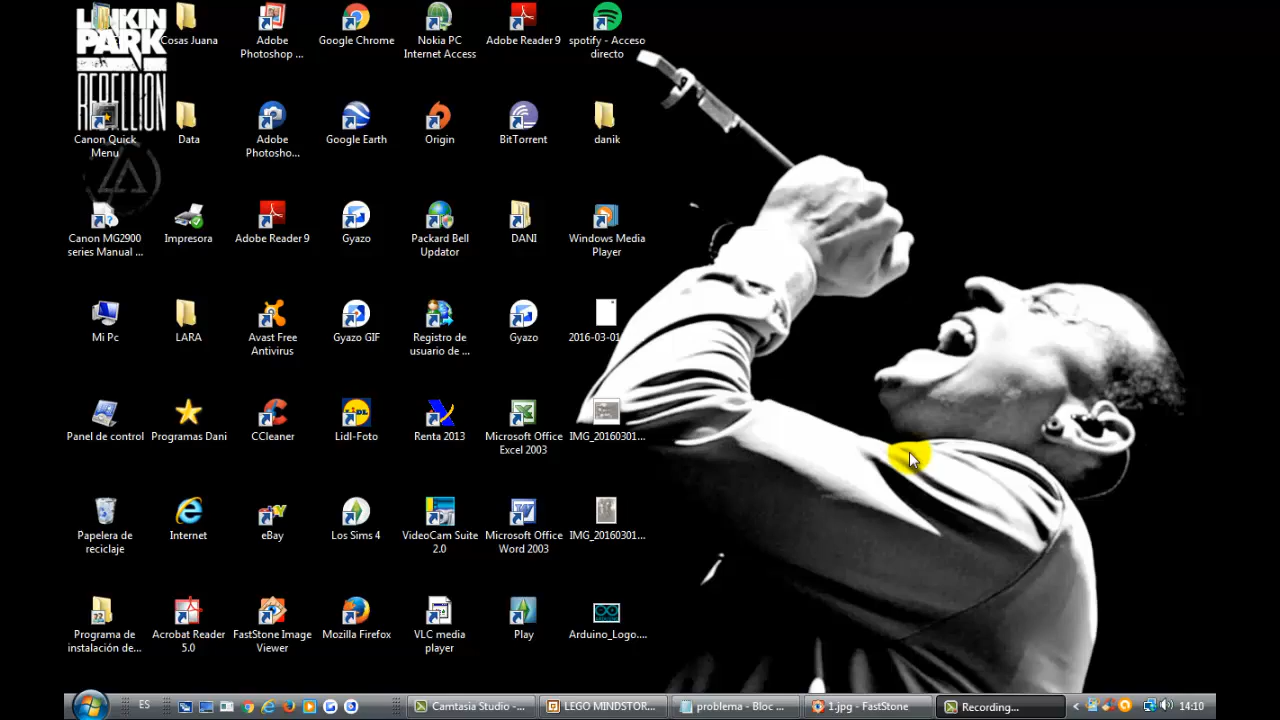 LINKIN
PARK
REBELLION
Cosas Juana
Adobe
Photoshop ...
Google Chrome
Nokia PC
Internet Access
Adobe Reader 9
spotify - Acceso
directo
Canon Quick
Menu
Data
Adobe
Photosho...
Google Earth
Origin
BitTorrent
danik
Canon MG2900
series Manual ...
Impresora
Adobe Reader 9
Gyazo
Packard Bell
Updator
DANI
Windows Media
Player
Mi Pc
LARA
Avast Free
Antivirus
Gyazo GIF
Registro de
usuario de ...
Gyazo
2016-03-01
Panel de control
Programas Dani
CCleaner
Lidl-Foto
Renta 2013
Microsoft Office
Excel 2003
IMG_20160301...
Papelera de
reciclaje
Internet
eBay
Los Sims 4
VideoCam Suite
2.0
Microsoft Office
Word 2003
IMG_20160301...
Programa de
instalación de...
Acrobat Reader
5.0
FastStone Image
Viewer
Mozilla Firefox
VLC media
player
Play
Arduino_Logo....
ES
Camtasia Studio -...
LEGO MINDSTOR...
problema - Bloc ...
1.jpg - FastStone
Recording...
14:10